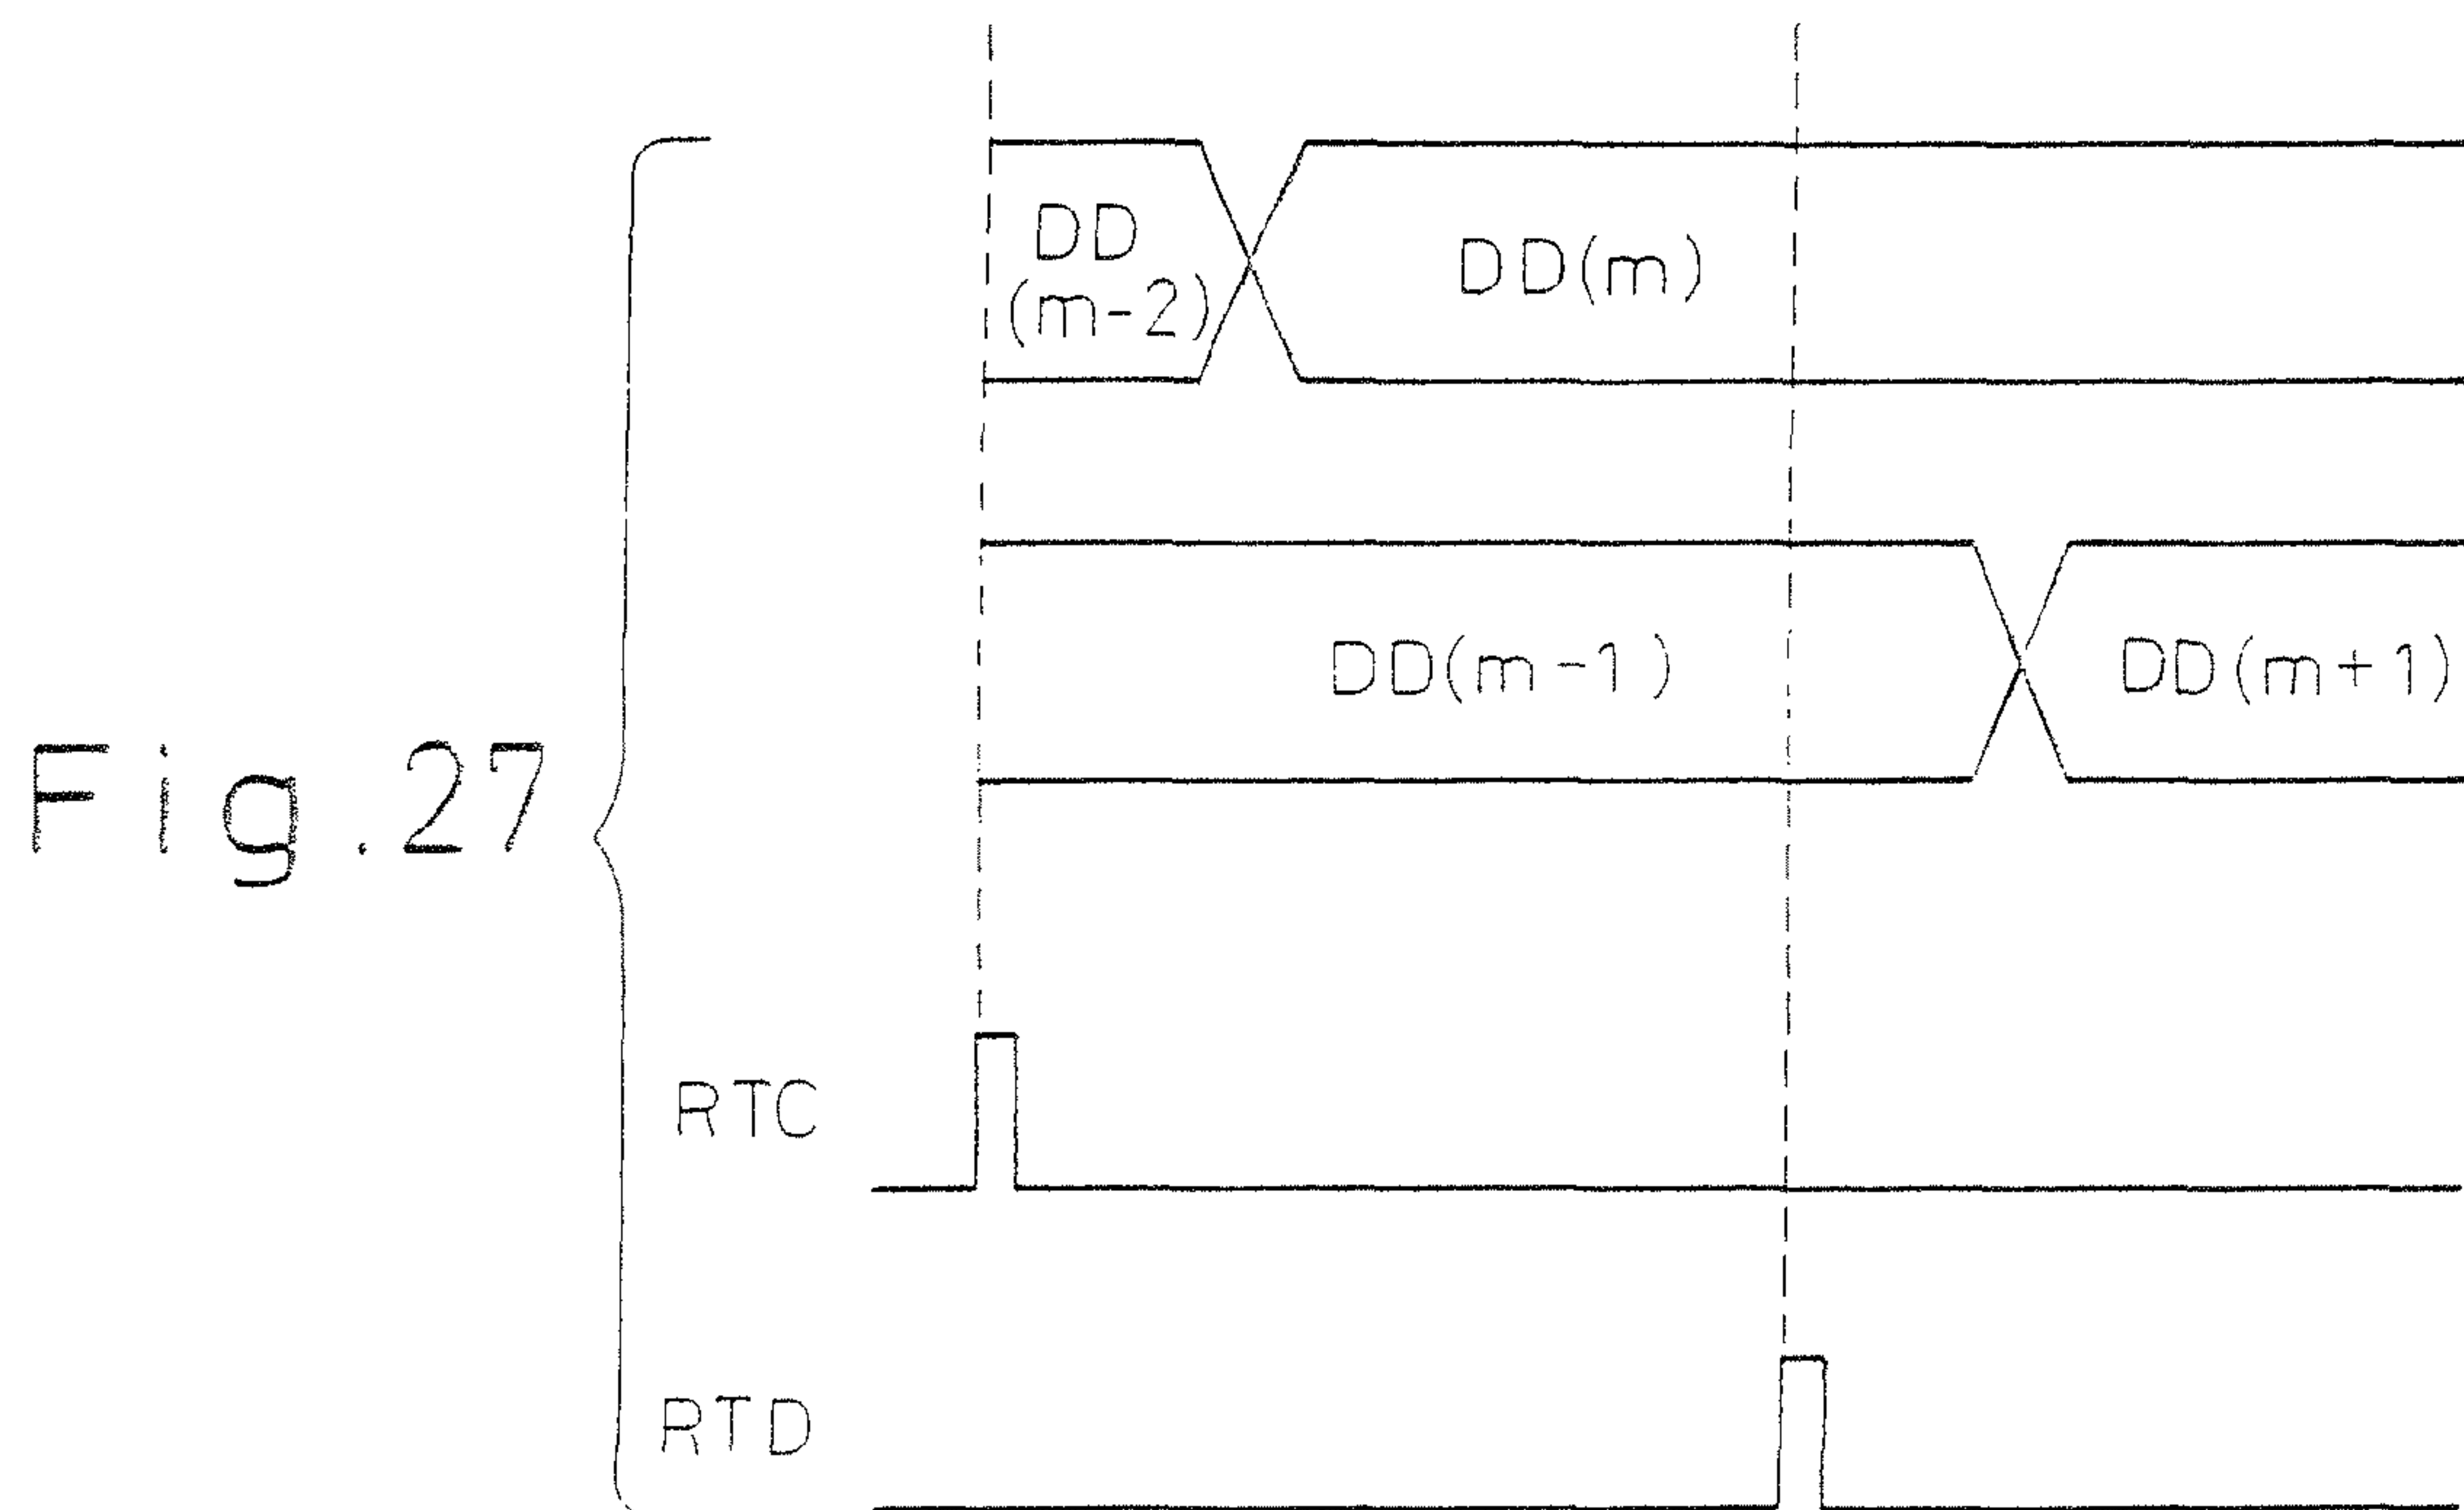 DD
(m-2)
DD(m)
DD(m-1)
DD(m+1)
Fig.27
RTC
RTD